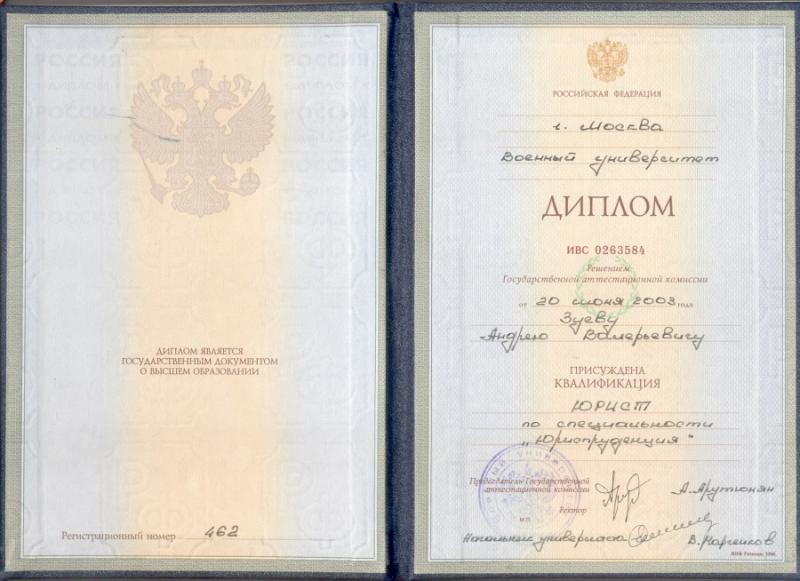 РОССИЯ
ДИПЛОМ ЯВЛЯЕТСЯ
ГОСУДАРСТВЕННЫМ ДОКУМЕНТОМ
О ВЫСШЕМ ОБРАЗОВАНИИ
Регистрационный номер 462
РОССИЙСКАЯ ФЕДЕРАЦИЯ
г. Москва
Военный университет
ДИПЛОМ
ИВС 0263584
Решением
Государственной аттестационной комиссии
от 20 июня 2003 года
Зуеву
Андрею Валерьевичу
ПРИСУЖДЕНА
КВАЛИФИКАЦИЯ
ЮРИСТ
по специальности
"Юриспруденция"
Председатель Государственной
аттестационной комиссии А. Арутюнян
Ректор
М.П.
Начальник университета